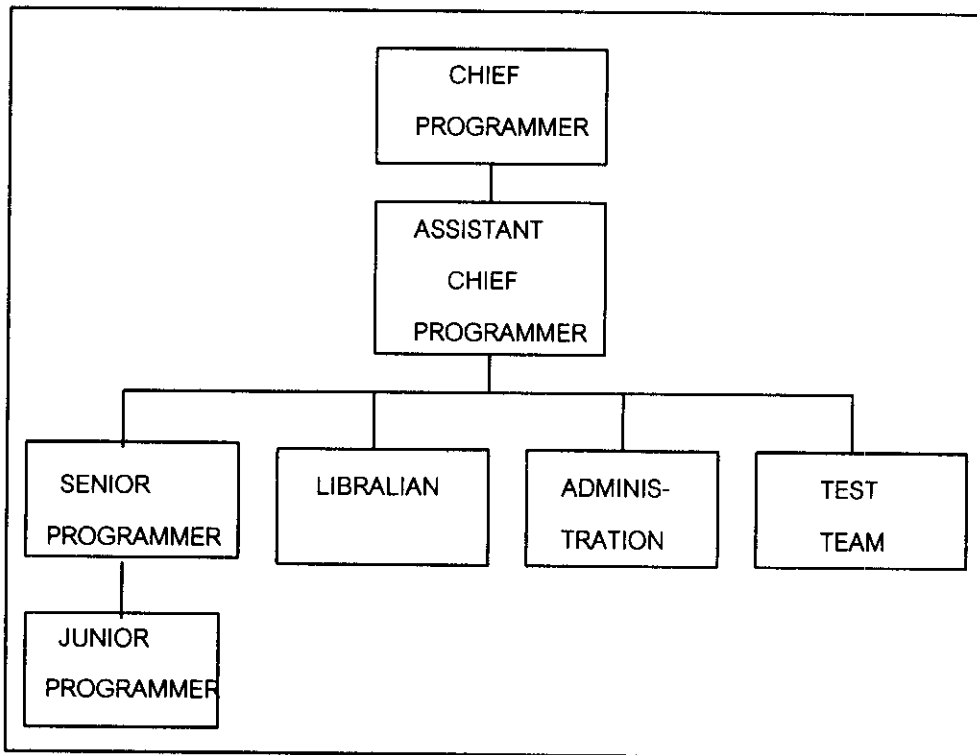 CHIEF
PROGRAMMER
ASSISTANT
CHIEF
PROGRAMMER
SENIOR
PROGRAMMER
LIBRALIAN
ADMINIS-
TRATION
TEST
TEAM
JUNIOR
PROGRAMMER